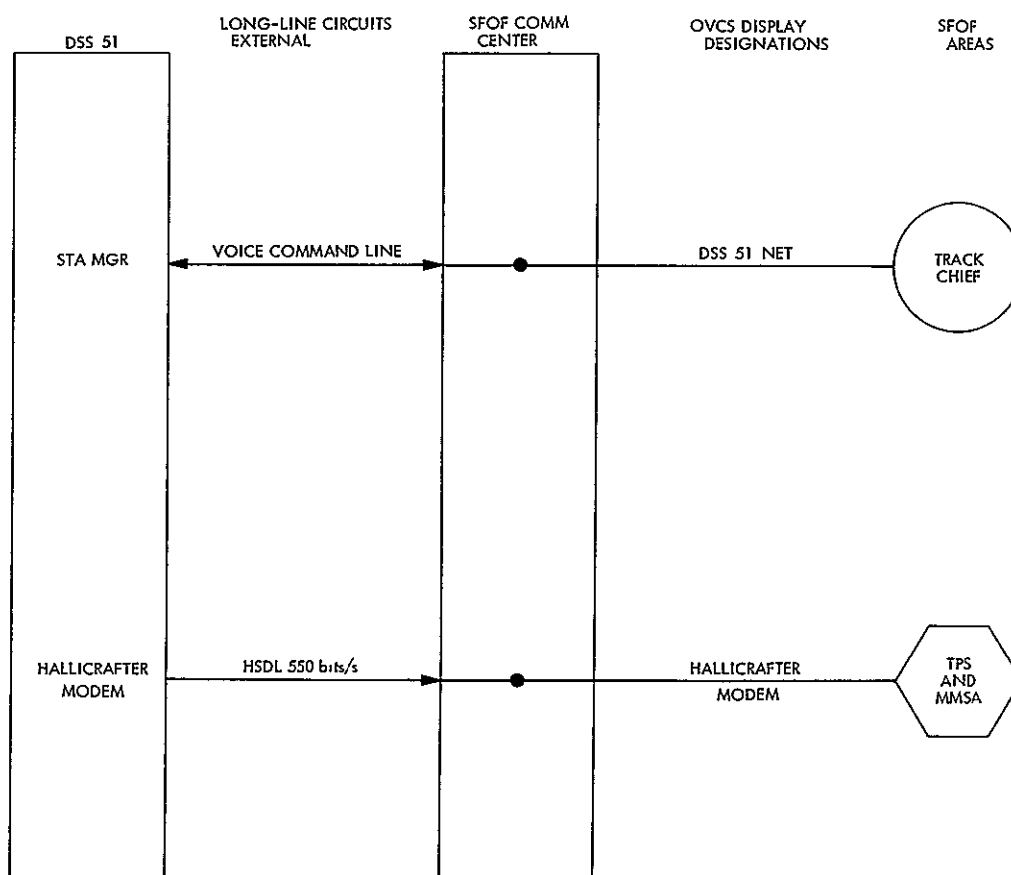 DSS 51
LONG-LINE CIRCUITS
EXTERNAL
SFOF COMM
CENTER
OVCS DISPLAY
DESIGNATIONS
SFOF
AREAS
STA MGR
VOICE COMMAND LINE
DSS 51 NET
TRACK
CHIEF
HALLICRAFTER
MODEM
HSDL 550 bits/s
HALLICRAFTER
MODEM
TPS
AND
MMSA